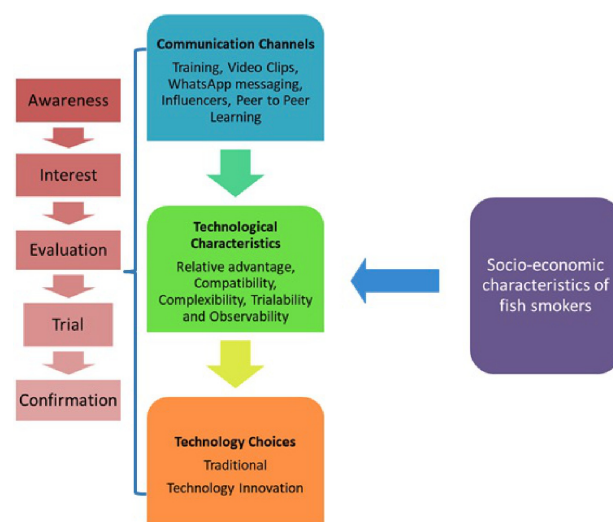 Awareness
Interest
Evaluation
Trial
Confirmation
Communication Channels
Training, Video Clips,
WhatsApp messaging,
Influencers, Peer to Peer
Learning
Technological
Characteristics
Relative advantage,
Compatibility,
Complexibility, Trialability
and Observability
Technology Choices
Traditional
Technology Innovation
Socio-economic
characteristics of
fish smokers